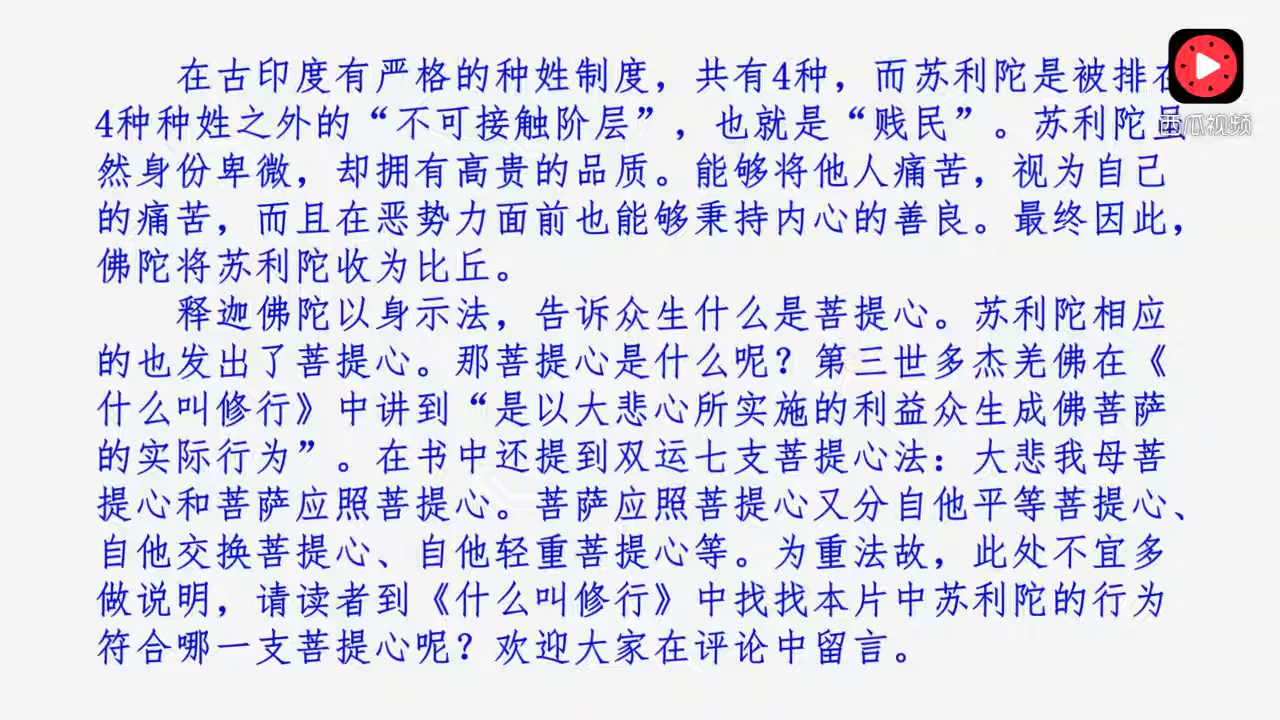 在古印度有严格的种姓制度，共有4种，而苏利陀是被排在
4种种姓之外的“不可接触阶层”，也就是“贱民”。苏利陀虽
然身份卑微，却拥有高贵的品质。能够将他人痛苦，视为自己
的痛苦，而且在恶势力面前也能够秉持内心的善良。最终因此，
佛陀将苏利陀收为比丘。
释迦佛陀以身示法，告诉众生什么是菩提心。苏利陀相应
的也发出了菩提心。那菩提心是什么呢？第三世多杰羌佛在《
什么叫修行》中讲到“是以大悲心所实施的利益众生成佛菩萨
的实际行为”。在书中还提到双运七支菩提心法：大悲我母菩
提心和菩萨应照菩提心。菩萨应照菩提心又分自他平等菩提心、
自他交换菩提心、自他轻重菩提心等。为重法故，此处不宜多
做说明，请读者到《什么叫修行》中找找本片中苏利陀的行为
符合哪一支菩提心呢？欢迎大家在评论中留言。
西瓜视频